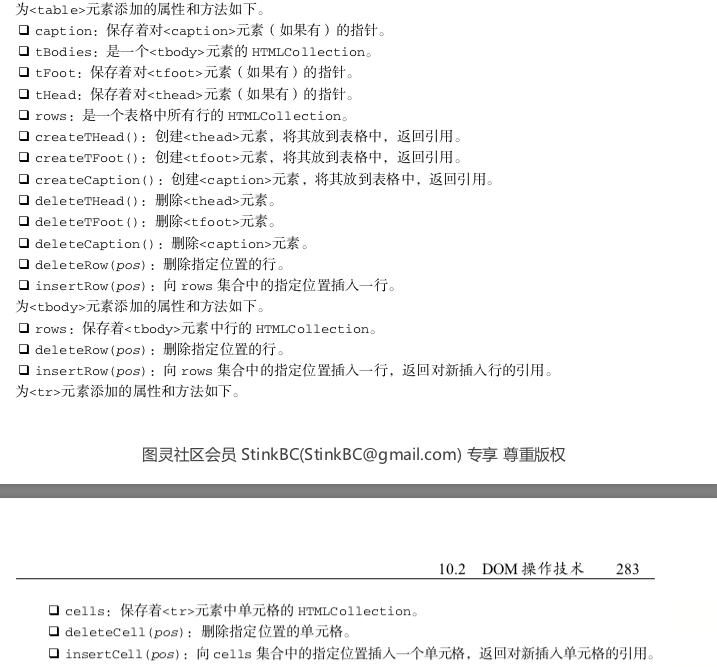 为<table>元素添加的属性和方法如下。
❑ caption：保存着对<caption>元素（如果有）的指针。
❑ tBodies：是一个<tbody>元素的 HTMLCollection。
❑ tFoot：保存着对<tfoot>元素（如果有）的指针。
❑ tHead：保存着对<thead>元素（如果有）的指针。
❑ rows：是一个表格中所有行的 HTMLCollection。
❑ createTHead()：创建<thead>元素，将其放到表格中，返回引用。
❑ createTFoot()：创建<tfoot>元素，将其放到表格中，返回引用。
❑ createCaption()：创建<caption>元素，将其放到表格中，返回引用。
❑ deleteTHead()：删除<thead>元素。
❑ deleteTFoot()：删除<tfoot>元素。
❑ deleteCaption()：删除<caption>元素。
❑ deleteRow(pos)：删除指定位置的行。
❑ insertRow(pos)：向 rows 集合中的指定位置插入一行。
为<tbody>元素添加的属性和方法如下。
❑ rows：保存着<tbody>元素中行的 HTMLCollection。
❑ deleteRow(pos)：删除指定位置的行。
❑ insertRow(pos)：向 rows 集合中的指定位置插入一行，返回对新插入行的引用。
为<tr>元素添加的属性和方法如下。
图灵社区会员 StinkBC(StinkBC@gmail.com) 专享 尊重版权
10.2 DOM 操作技术 283
❑ cells：保存着<tr>元素中单元格的 HTMLCollection。
❑ deleteCell(pos)：删除指定位置的单元格。
❑ insertCell(pos)：向 cells 集合中的指定位置插入一个单元格，返回对新插入单元格的引用。